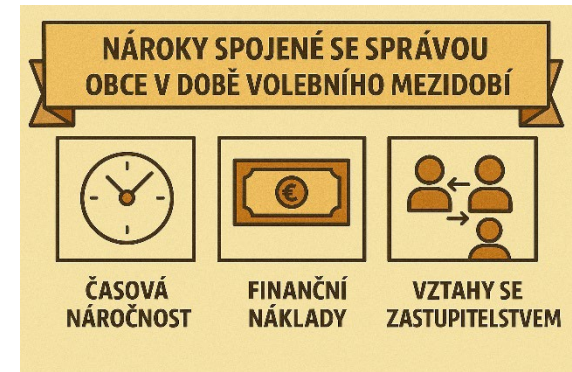 NÁROKY SPOJENÉ SE SPRÁVOU
OBCE V DOBĚ VOLEBNÍHO MEZIDOBÍ
€
ČASOVÁ
NÁROČNOST
FINANČNÍ
NÁKLADY
VZTAHY SE
ZASTUPITELSTVEM